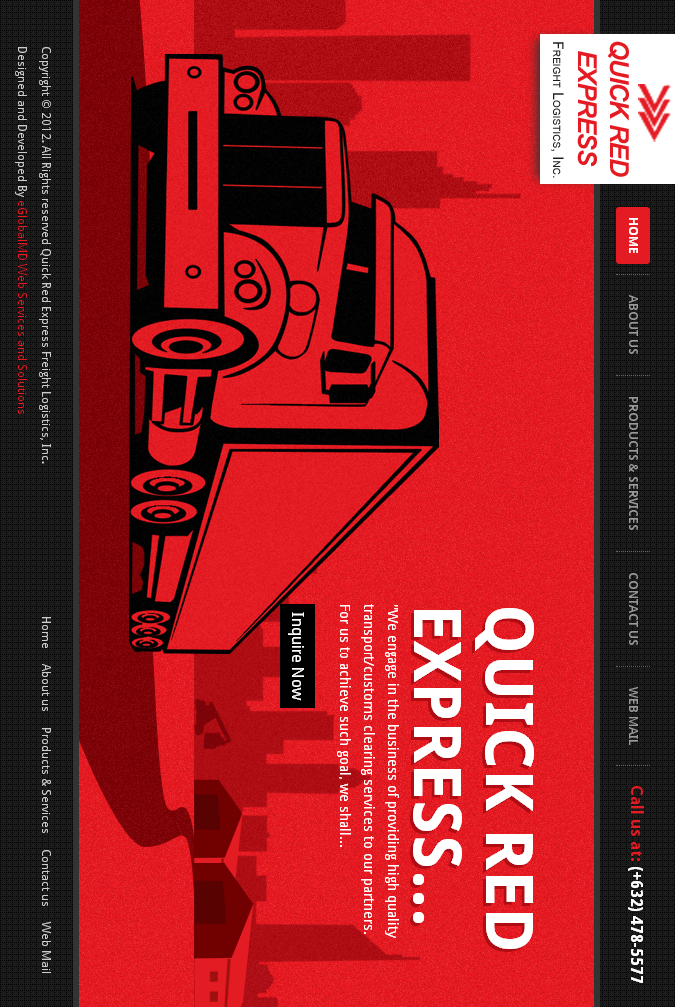 QUICK RED
EXPRESS
FREIGHT LOGISTICS, INC.
HOME
ABOUT US
PRODUCTS & SERVICES
CONTACT US
WEB MAIL
Call us at: (+632) 478-5577
QUICK RED
EXPRESS...
"We engage in the business of providing high quality
transport/customs clearing services to our partners.
For us to achieve such goal, we shall...
Inquire Now
Copyright © 2012. All Rights reserved Quick Red Express Freight Logistics, Inc.
Designed and Developed By eGlobalMD Web Services and Solutions
Home
About us
Products & Services
Contact us
Web Mail